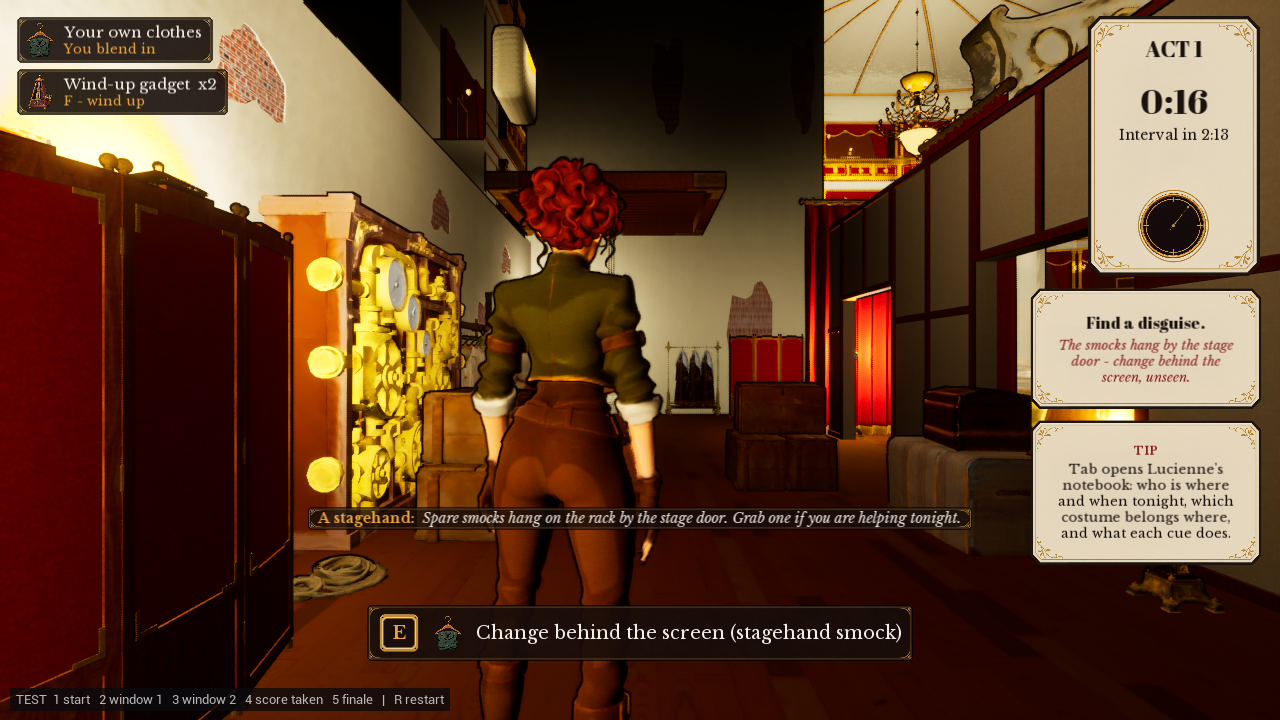 Your own clothes
You blend in
Wind-up gadget x2
F - wind up
ACT 1
0:16
Interval in 2:13
Find a disguise.
The smocks hang by the stage
door - change behind the
screen, unseen.
TIP
Tab opens Lucienne's
notebook: who is where
and when tonight, which
costume belongs where,
and what each cue does.
A stagehand: Spare smocks hang on the rack by the stage door. Grab one if you are helping tonight.
E Change behind the screen (stagehand smock)
TEST 1 start 2 window 1 3 window 2 4 score taken 5 finale | R restart